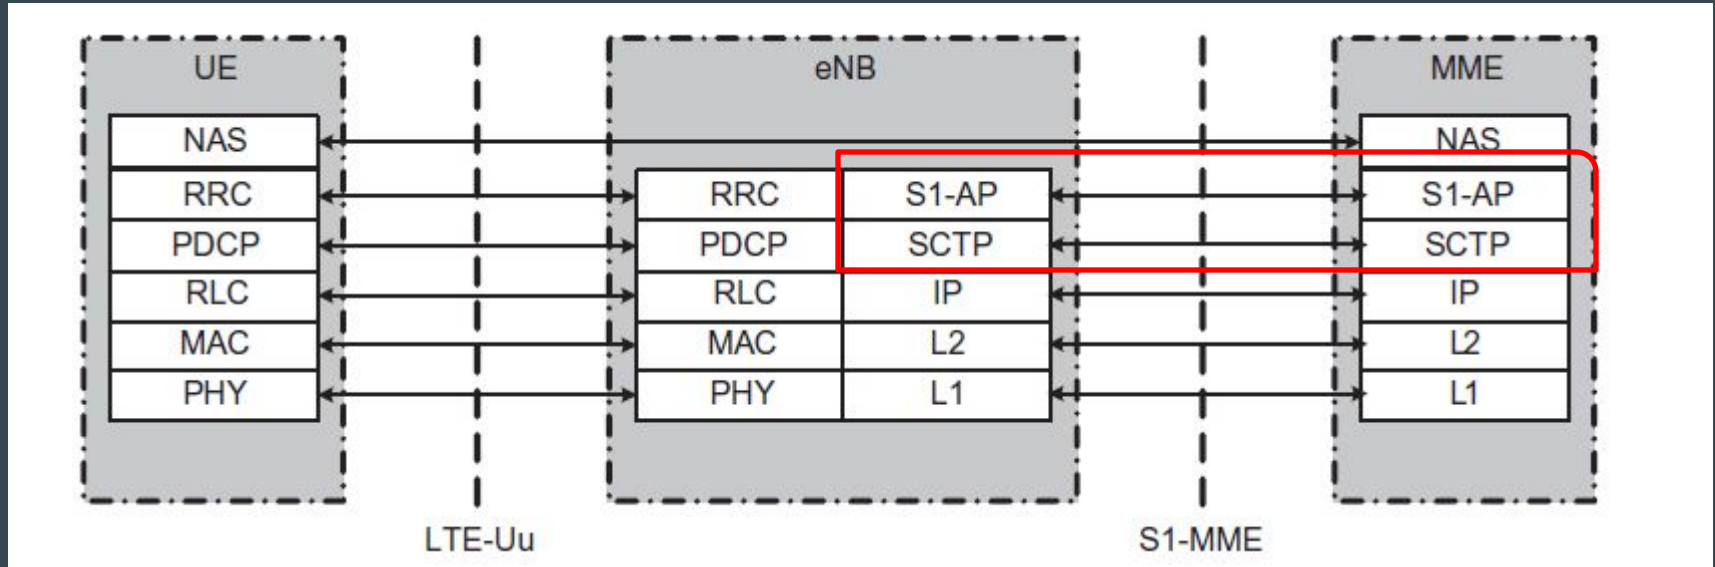 UE eNB MME
NAS NAS
RRC RRC S1-AP S1-AP
PDCP PDCP SCTP SCTP
RLC RLC IP IP
MAC MAC L2 L2
PHY PHY L1 L1
LTE-Uu S1-MME